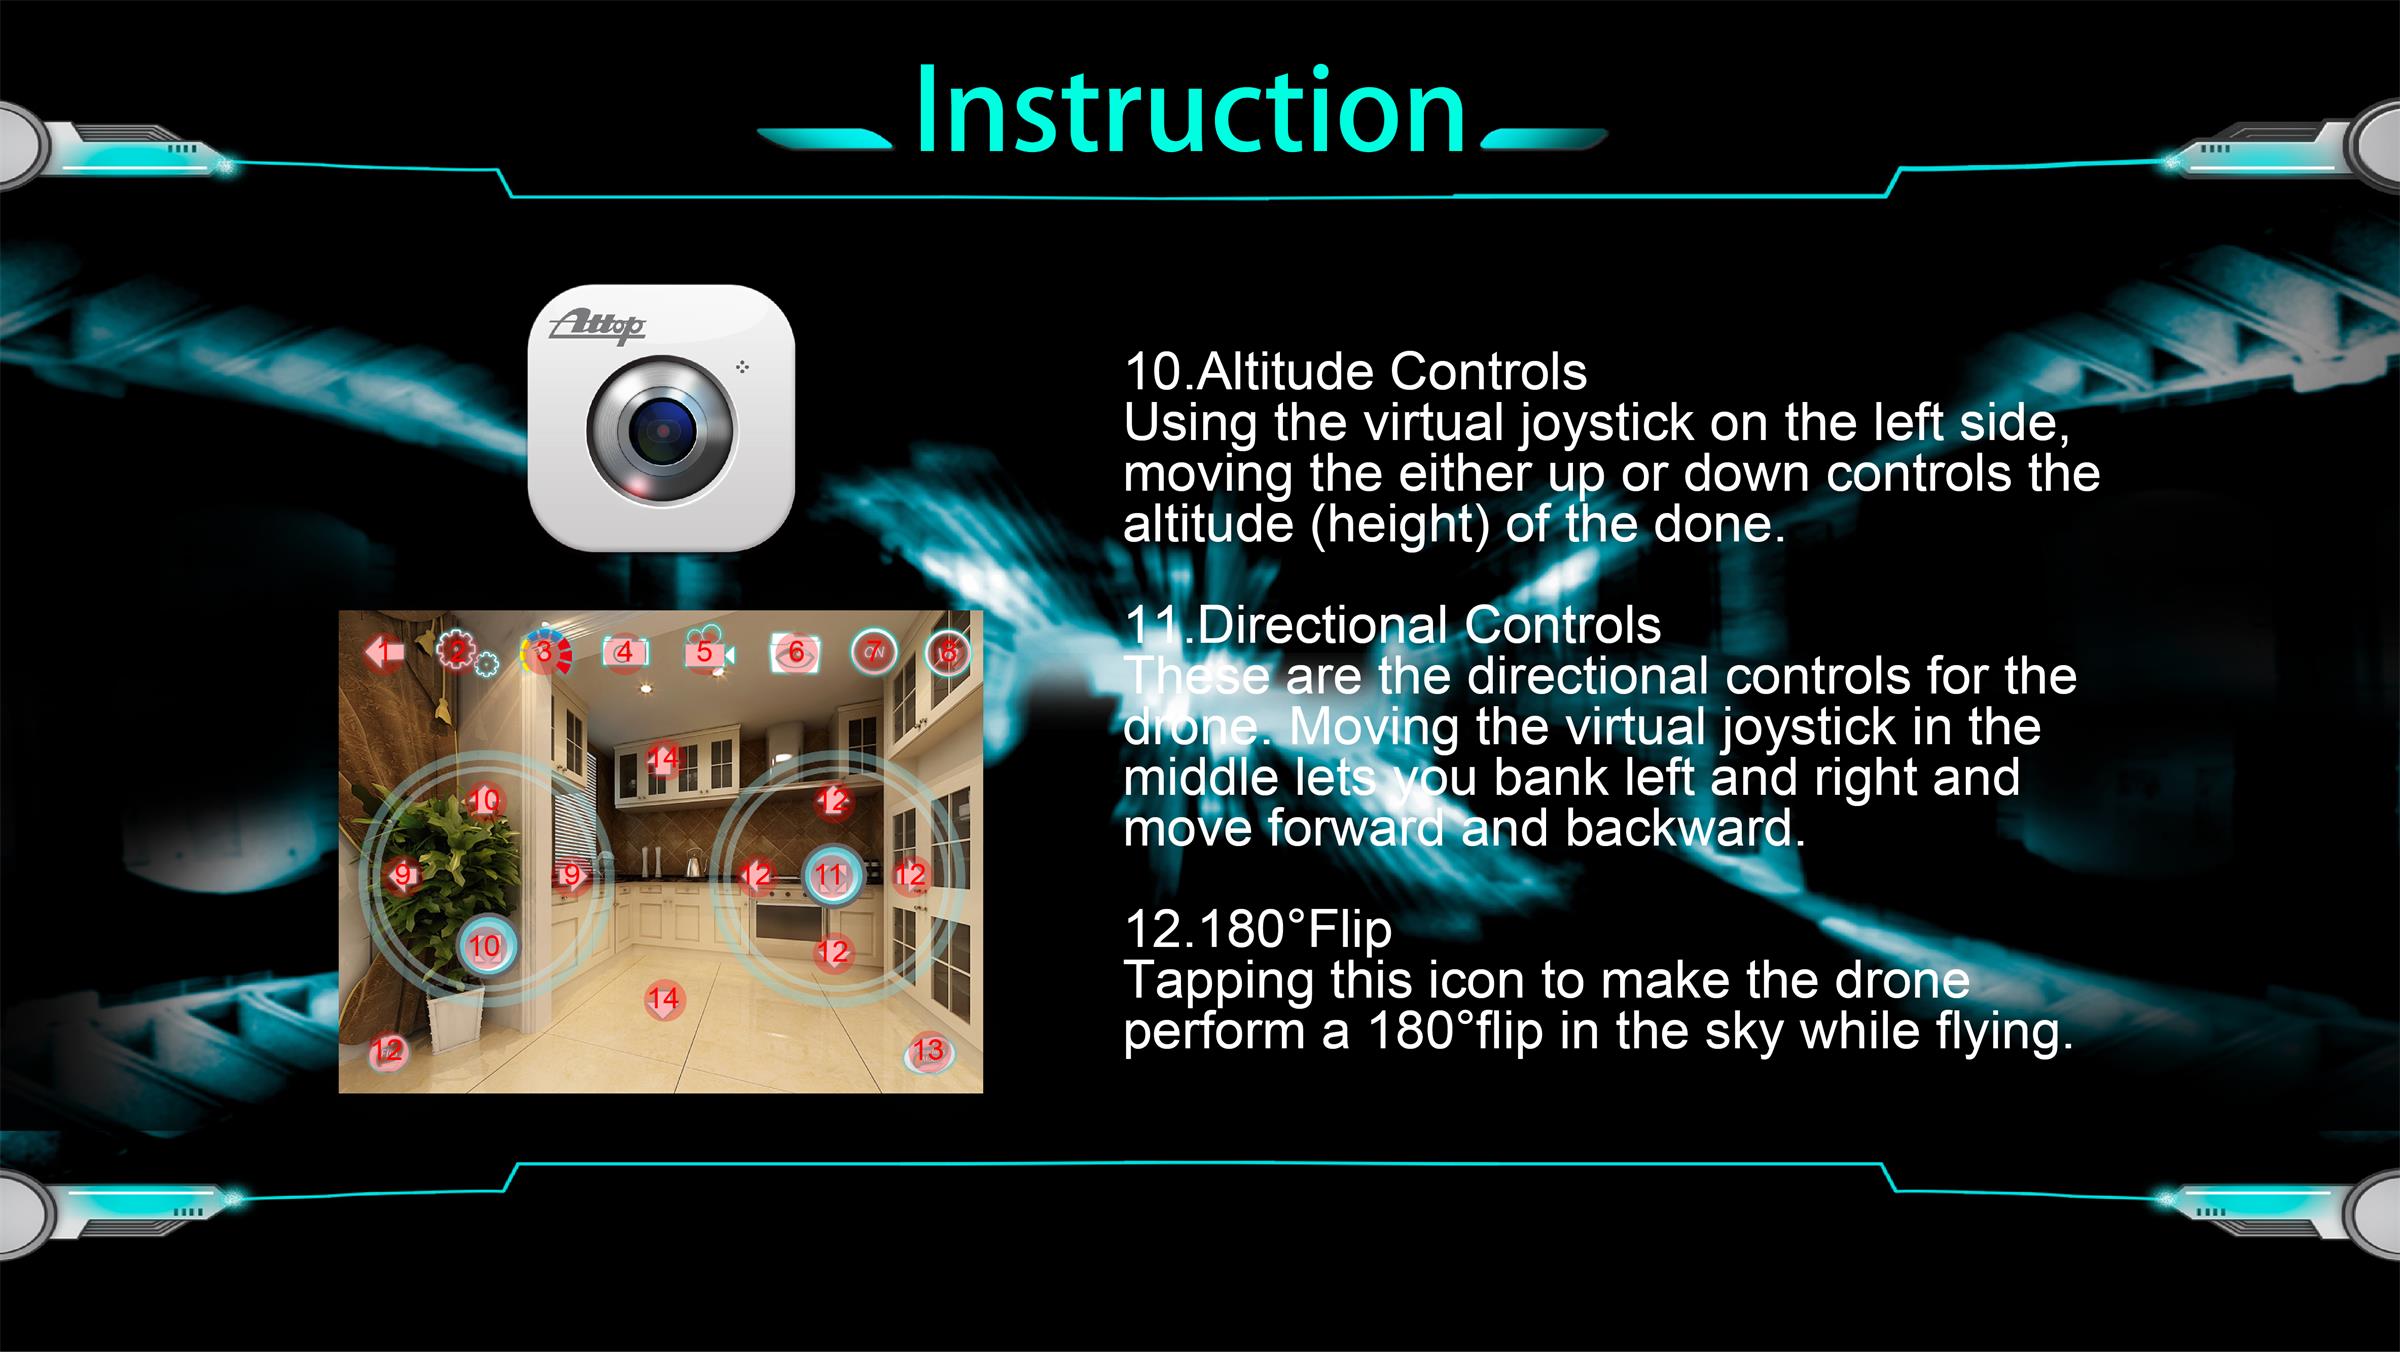 Instruction
Attop
10.Altitude Controls
Using the virtual joystick on the left side,
moving the either up or down controls the
altitude (height) of the done.
11.Directional Controls
These are the directional controls for the
drone. Moving the virtual joystick in the
middle lets you bank left and right and
move forward and backward.
12.180°Flip
Tapping this icon to make the drone
perform a 180°flip in the sky while flying.
1 2 3 4 5 6 7 8
14
10 12
9 9 12 11 12
10 12
14
12 13